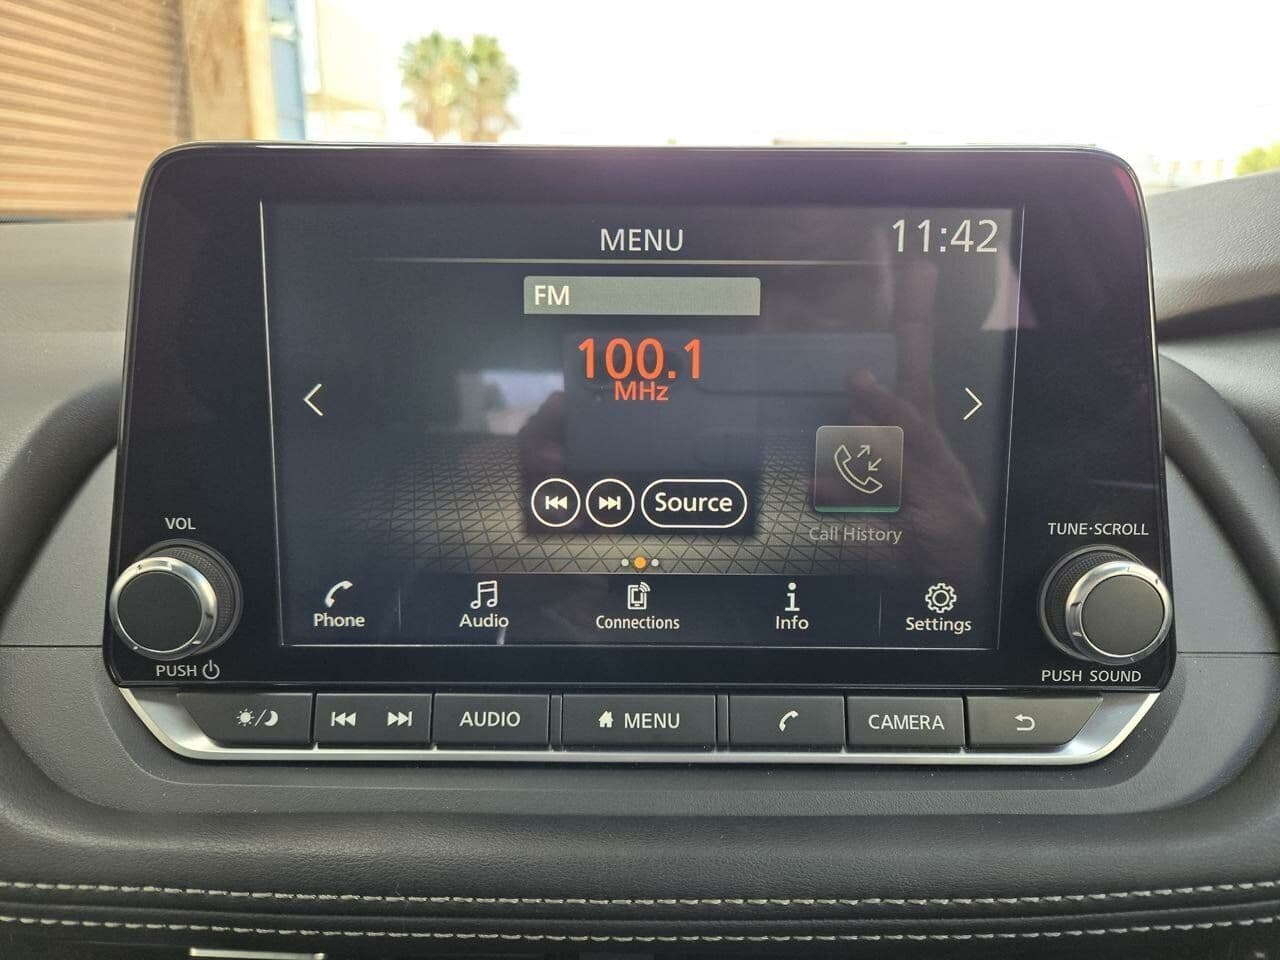 MENU
11:42
FM
100.1
MHz
Source
Call History
Phone
Audio
Connections
Info
Settings
VOL
PUSH
TUNE·SCROLL
PUSH SOUND
AUDIO
MENU
CAMERA